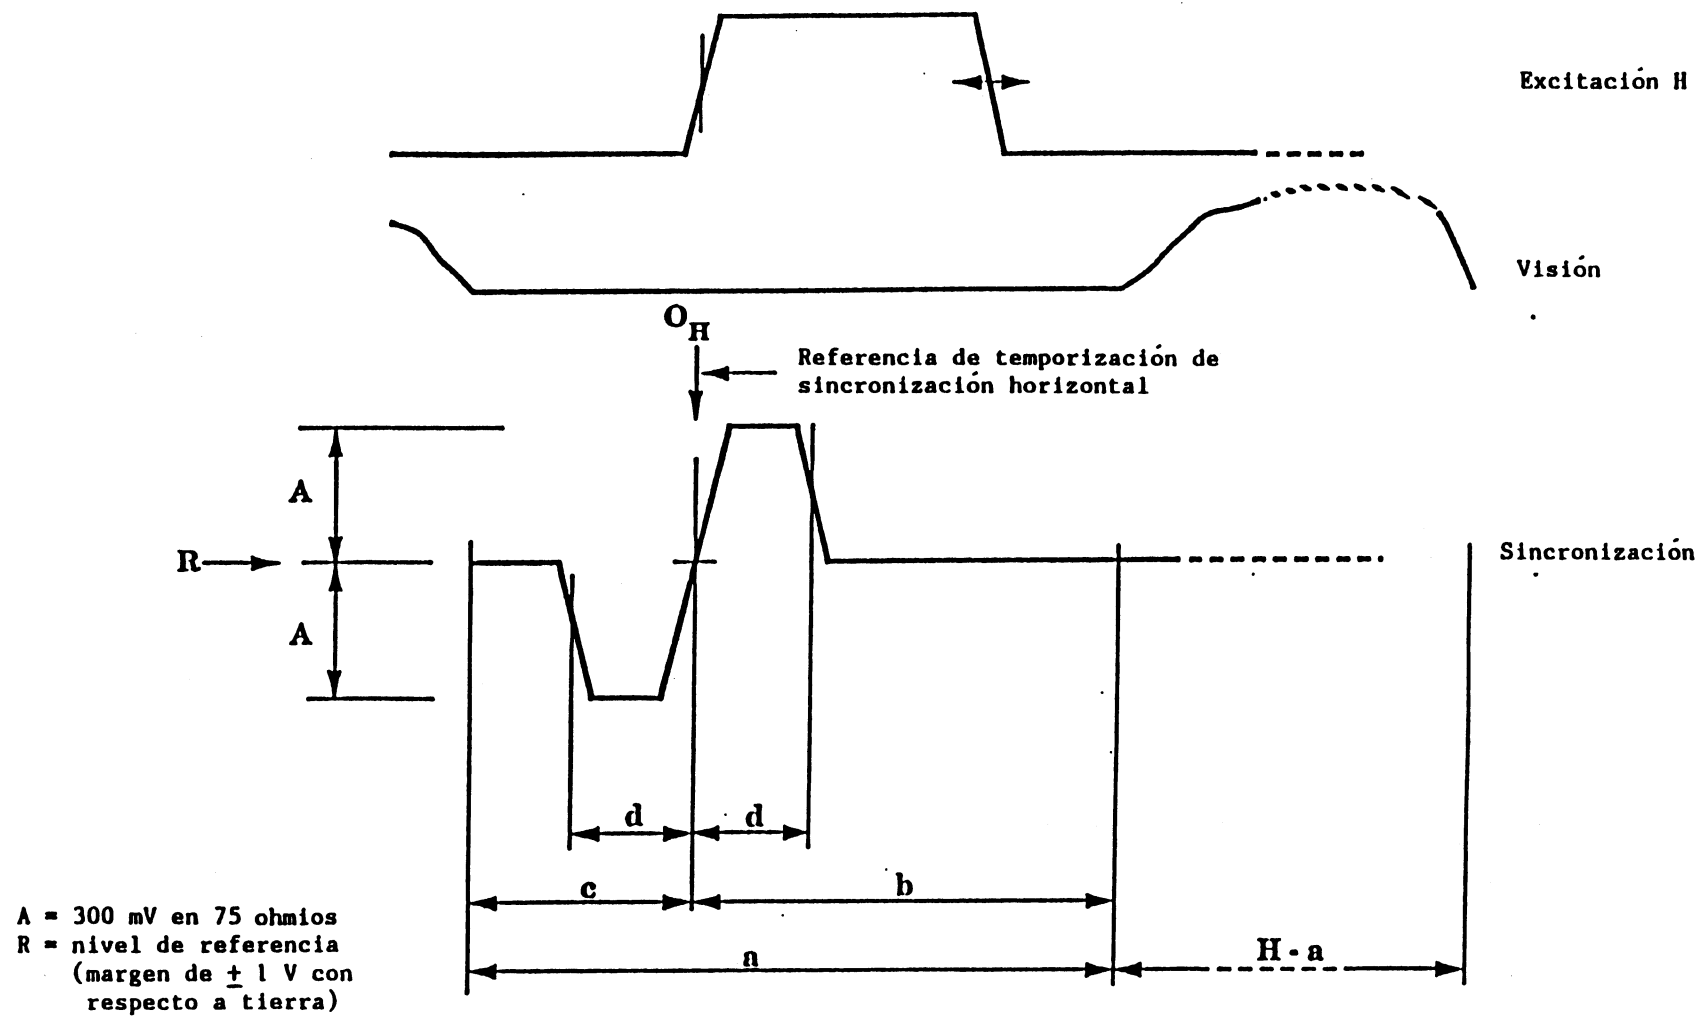 Excitación H
Visión
OH
Referencia de temporización de
sincronización horizontal
A
R
Sincronización
A
d
d
c
b
a
H - a
A = 300 mV en 75 ohmios
R = nivel de referencia
(margen de ± 1 V con
respecto a tierra)